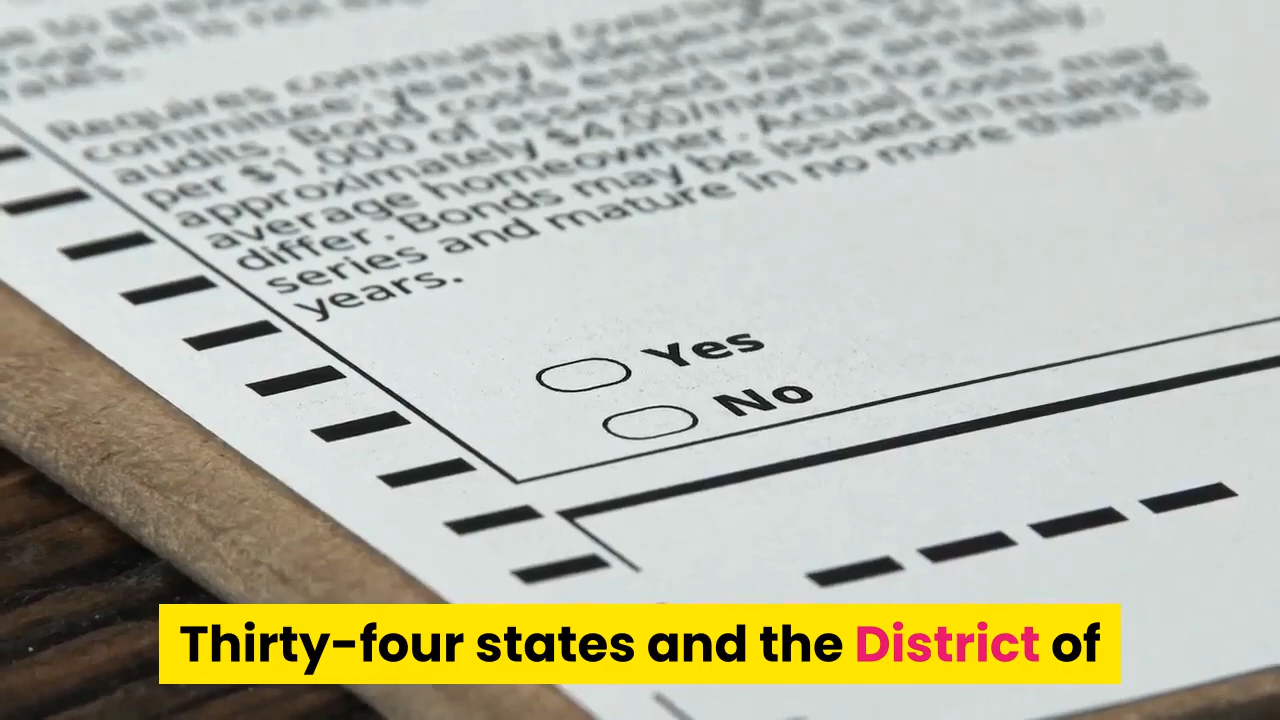 Requires community
committee, yearly
audits. Bond costs estimated at
per $1,000 of assessed value annually.
approximately $4.00/month for the
average homeowner. Actual costs may
differ. Bonds may be issued in multiple
series and mature in no more than
years.
Yes
No
Thirty-four states and the District of